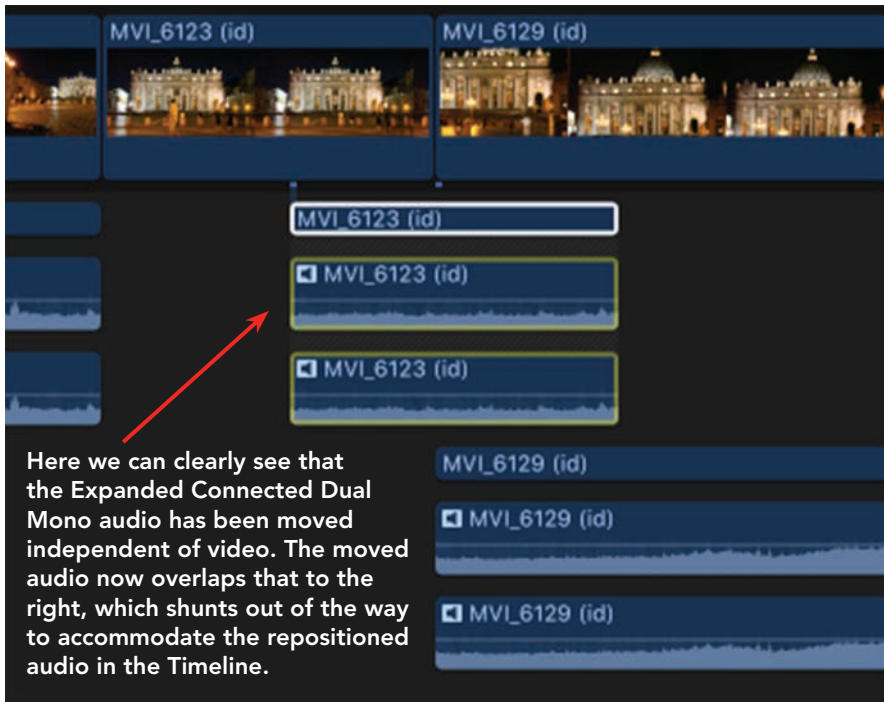 MVI_6123 (id)
MVI_6129 (id)
MVI_6123 (id)
MVI_6123 (id)
MVI_6123 (id)
Here we can clearly see that
the Expanded Connected Dual
Mono audio has been moved
independent of video. The moved
audio now overlaps that to the
right, which shunts out of the way
to accommodate the repositioned
audio in the Timeline.
MVI_6129 (id)
MVI_6129 (id)
MVI_6129 (id)